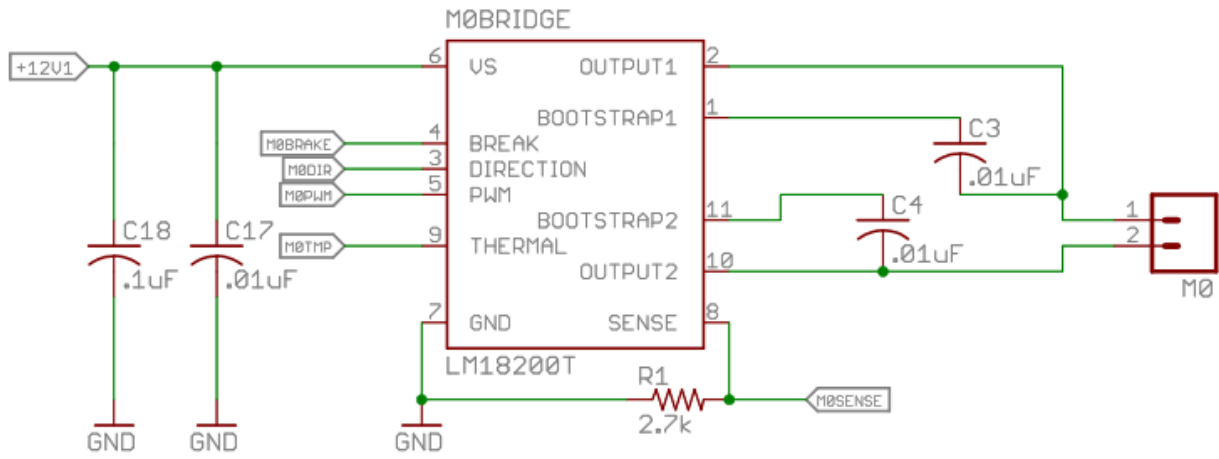 M0BRIDGE
+12V1
6
VS
OUTPUT1
2
BOOTSTRAP1
1
C3
.01uF
M0BRAKE
4
BREAK
M0DIR
3
DIRECTION
M0PWM
5
PWM
BOOTSTRAP2
11
C4
.01uF
1
2
M0
C18
.1uF
C17
.01uF
M0TMP
9
THERMAL
OUTPUT2
10
7
GND
SENSE
8
LM18200T
R1
2.7k
M0SENSE
GND
GND
GND